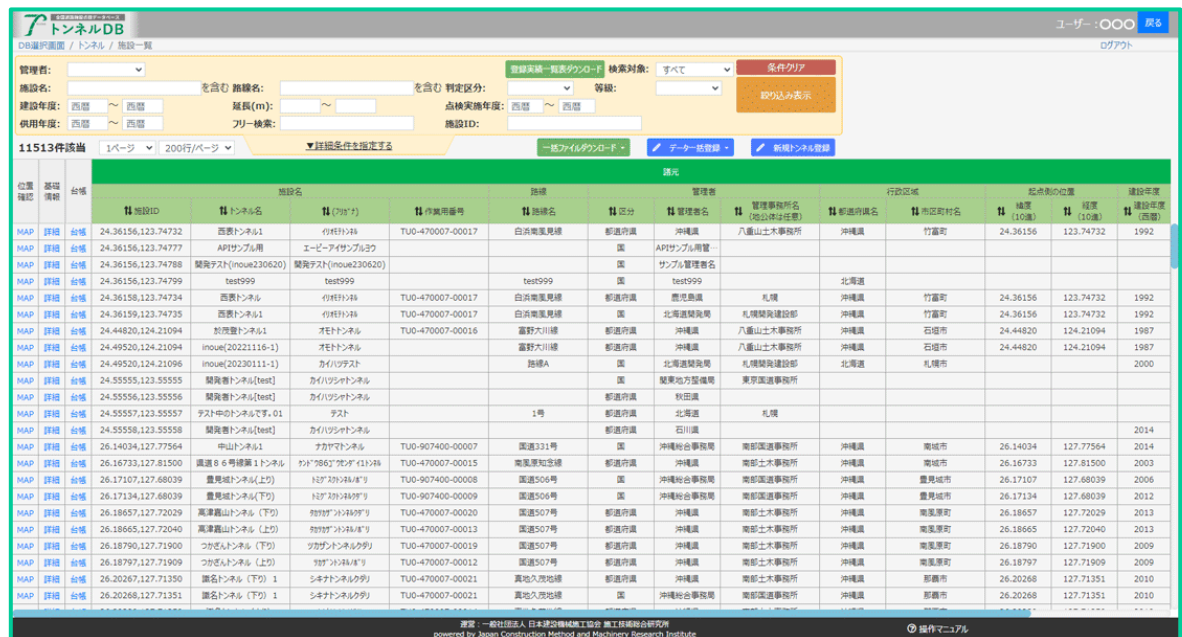 全国道路施設点検データベース
トンネルDB
ユーザー：〇〇〇 戻る
DB選択画面 / トンネル / 施設一覧 ログアウト
管理者: 登録実績一覧表ダウンロード 検索対象: すべて 条件クリア
施設名: を含む 路線名: を含む 判定区分: 等級: 絞り込み表示
建設年度: 西暦 ～ 西暦 延長(m): ～ 点検実施年度: 西暦 ～ 西暦
供用年度: 西暦 ～ 西暦 フリー検索: 施設ID:
11513件該当 1ページ 200行/ページ ▼詳細条件を指定する 一括ファイルダウンロード データ一括登録 新規トンネル登録
諸元
位置確認 基礎情報 台帳 施設名 路線 管理者 行政区域 起点側の位置 建設年度
施設ID トンネル名 (フリガナ) 作業用番号 路線名 区分 管理者名 管理事務所名(地公体は任意) 都道府県名 市区町村名 緯度(10進) 経度(10進) 建設年度(西暦)
MAP 詳細 台帳 24.36156,123.74732 西表トンネル1 イリオモテトンネル TU0-470007-00017 白浜南風見線 都道府県 沖縄県 八重山土木事務所 沖縄県 竹富町 24.36156 123.74732 1992
MAP 詳細 台帳 24.36156,123.74777 APIサンプル用 エーピーアイサンプルヨウ 国 APIサンプル用管…
MAP 詳細 台帳 24.36156,123.74788 開発テスト(inoue230620) 開発テスト(inoue230620) 国 サンプル管理者名
MAP 詳細 台帳 24.36156,123.74799 test999 test999 test999 国 test999 北海道
MAP 詳細 台帳 24.36158,123.74734 西表トンネル イリオモテトンネル TU0-470007-00017 白浜南風見線 都道府県 鹿児島県 札幌 沖縄県 竹富町 24.36156 123.74732 1992
MAP 詳細 台帳 24.36159,123.74735 西表トンネル1 イリオモテトンネル TU0-470007-00017 白浜南風見線 国 北海道開発局 札幌開発建設部 沖縄県 竹富町 24.36156 123.74732 1992
MAP 詳細 台帳 24.44820,124.21094 於茂登トンネル1 オモトトンネル TU0-470007-00016 富野大川線 都道府県 沖縄県 八重山土木事務所 沖縄県 石垣市 24.44820 124.21094 1987
MAP 詳細 台帳 24.49520,124.21094 inoue(20221116-1) オモトトンネル 富野大川線 都道府県 沖縄県 八重山土木事務所 沖縄県 石垣市 24.44820 124.21094 1987
MAP 詳細 台帳 24.49520,124.21096 inoue(20230111-1) カイハツテスト 路線A 国 北海道開発局 札幌開発建設部 北海道 札幌市 2000
MAP 詳細 台帳 24.55555,123.55555 開発者トンネル[test] カイハツシャトンネル 国 関東地方整備局 東京国道事務所
MAP 詳細 台帳 24.55556,123.55556 開発者トンネル[test] カイハツシャトンネル 都道府県 秋田県
MAP 詳細 台帳 24.55557,123.55557 テスト中のトンネルです。01 テスト 1号 都道府県 北海道 札幌
MAP 詳細 台帳 24.55558,123.55558 開発者トンネル[test] カイハツシャトンネル 都道府県 石川県 2014
MAP 詳細 台帳 26.14034,127.77564 中山トンネル1 ナカヤマトンネル TU0-907400-00007 国道331号 国 沖縄総合事務局 南部国道事務所 沖縄県 南城市 26.14034 127.77564 2014
MAP 詳細 台帳 26.16733,127.81500 県道８６号線第１トンネル TU0-470007-00015 南風原知念線 都道府県 沖縄県 南部土木事務所 沖縄県 南城市 26.16733 127.81500 2003
MAP 詳細 台帳 26.17107,127.68039 豊見城トンネル(上り) トミグスクトンネルノボリ TU0-907400-00008 国道506号 国 沖縄総合事務局 南部国道事務所 沖縄県 豊見城市 26.17107 127.68039 2006
MAP 詳細 台帳 26.17134,127.68039 豊見城トンネル(下り) トミグスクトンネルクダリ TU0-907400-00009 国道506号 国 沖縄総合事務局 南部国道事務所 沖縄県 豊見城市 26.17134 127.68039 2012
MAP 詳細 台帳 26.18657,127.72029 高津嘉山トンネル（下り） TU0-470007-00020 国道507号 都道府県 沖縄県 南部土木事務所 沖縄県 南風原町 26.18657 127.72029 2013
MAP 詳細 台帳 26.18665,127.72040 高津嘉山トンネル（上り） TU0-470007-00013 国道507号 都道府県 沖縄県 南部土木事務所 沖縄県 南風原町 26.18665 127.72040 2013
MAP 詳細 台帳 26.18790,127.71900 つかざんトンネル（下り） ツカザントンネルクダリ TU0-470007-00019 国道507号 都道府県 沖縄県 南部土木事務所 沖縄県 南風原町 26.18790 127.71900 2009
MAP 詳細 台帳 26.18797,127.71909 つかざんトンネル（上り） ツカザントンネルノボリ TU0-470007-00012 国道507号 都道府県 沖縄県 南部土木事務所 沖縄県 南風原町 26.18797 127.71909 2009
MAP 詳細 台帳 26.20267,127.71350 識名トンネル（下り）１ シキナトンネルクダリ TU0-470007-00021 真地久茂地線 都道府県 沖縄県 南部土木事務所 沖縄県 那覇市 26.20268 127.71351 2010
MAP 詳細 台帳 26.20268,127.71351 識名トンネル（下り）１ シキナトンネルクダリ TU0-470007-00021 真地久茂地線 国 沖縄総合事務局 南部土木事務所 沖縄県 那覇市 26.20268 127.71351 2010
運営：一般社団法人 日本建設機械施工協会 施工技術総合研究所
powered by Japan Construction Method and Machinery Research Institute
操作マニュアル